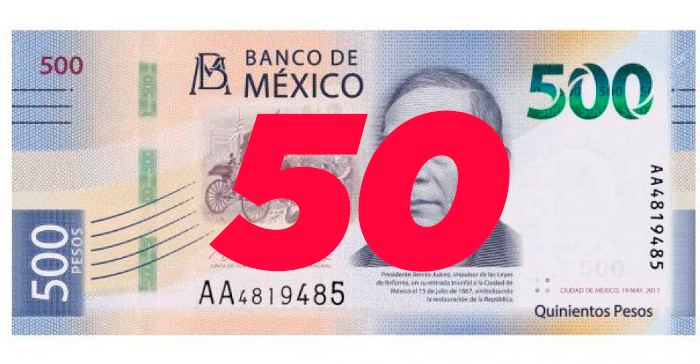 500
BANCO DE
MÉXICO
500
50
AA4819485
500
PESOS
AA4819485
Presidente Benito Juárez, impulsor de las Leyes
de Reforma, en su entrada triunfal a la Ciudad de
México el 15 de julio de 1867, simbolizando
la restauración de la República.
500
CIUDAD DE MÉXICO, 19 MAY. 2017
Quinientos Pesos